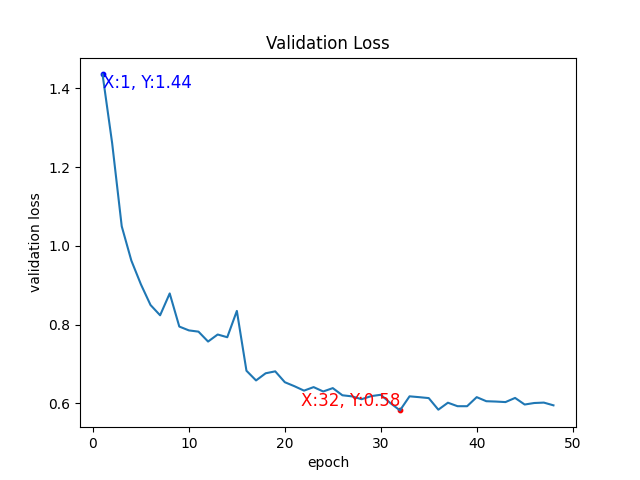 Validation Loss
X:1, Y:1.44
X:32, Y:0.58
validation loss
1.4
1.2
1.0
0.8
0.6
0
10
20
30
40
50
epoch